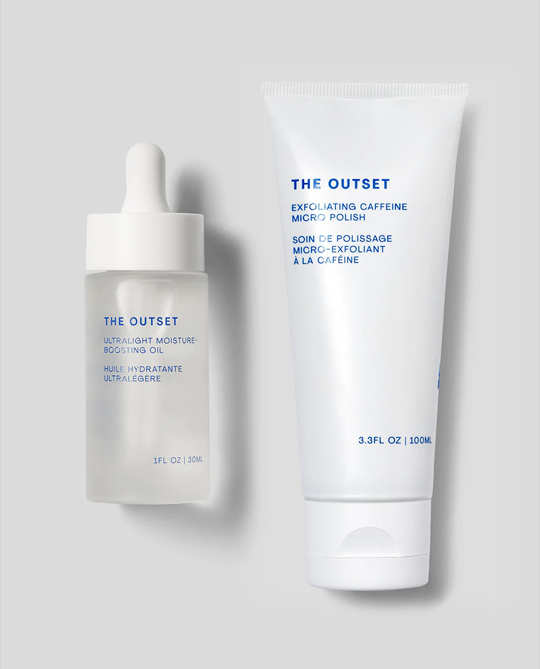 THE OUTSET
ULTRALIGHT MOISTURE-
BOOSTING OIL
HUILE HYDRATANTE
ULTRALÉGÈRE
1FL OZ | 30ML
THE OUTSET
EXFOLIATING CAFFEINE
MICRO POLISH
SOIN DE POLISSAGE
MICRO-EXFOLIANT
À LA CAFÉINE
3.3FL OZ | 100ML